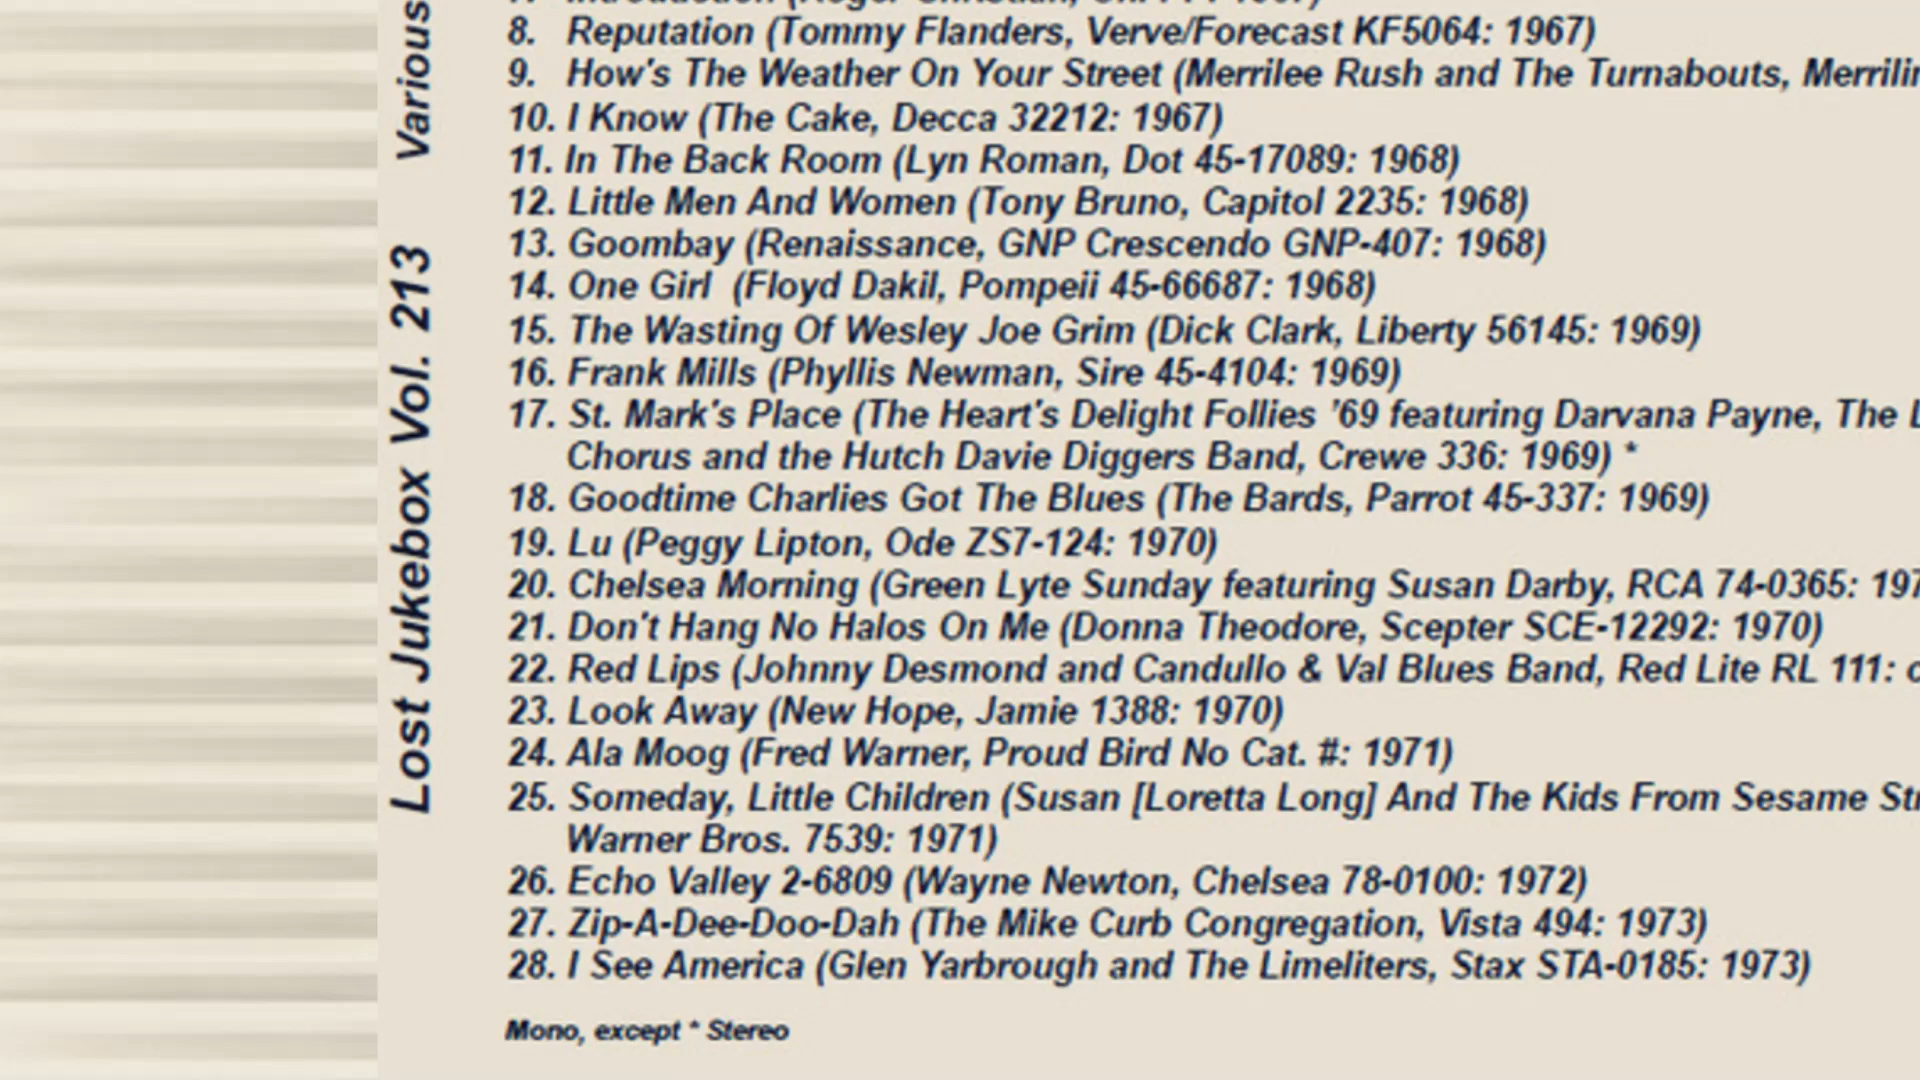 Various
Lost Jukebox Vol. 213
8. Reputation (Tommy Flanders, Verve/Forecast KF5064: 1967)
9. How's The Weather On Your Street (Merrilee Rush and The Turnabouts,
10. I Know (The Cake, Decca 32212: 1967)
11. In The Back Room (Lyn Roman, Dot 45-17089: 1968)
12. Little Men And Women (Tony Bruno, Capitol 2235: 1968)
13. Goombay (Renaissance, GNP Crescendo GNP-407: 1968)
14. One Girl (Floyd Dakil, Pompeii 45-66687: 1968)
15. The Wasting Of Wesley Joe Grim (Dick Clark, Liberty 56145: 1969)
16. Frank Mills (Phyllis Newman, Sire 45-4104: 1969)
17. St. Mark's Place (The Heart's Delight Follies '69 featuring Darvana Payne, The
Chorus and the Hutch Davie Diggers Band, Crewe 336: 1969) *
18. Goodtime Charlies Got The Blues (The Bards, Parrot 45-337: 1969)
19. Lu (Peggy Lipton, Ode ZS7-124: 1970)
20. Chelsea Morning (Green Lyte Sunday featuring Susan Darby, RCA 74-0365:
21. Don't Hang No Halos On Me (Donna Theodore, Scepter SCE-12292: 1970)
22. Red Lips (Johnny Desmond and Candullo & Val Blues Band, Red Lite RL 111:
23. Look Away (New Hope, Jamie 1388: 1970)
24. Ala Moog (Fred Warner, Proud Bird No Cat. #: 1971)
25. Someday, Little Children (Susan [Loretta Long] And The Kids From Sesame
Warner Bros. 7539: 1971)
26. Echo Valley 2-6809 (Wayne Newton, Chelsea 78-0100: 1972)
27. Zip-A-Dee-Doo-Dah (The Mike Curb Congregation, Vista 494: 1973)
28. I See America (Glen Yarbrough and The Limeliters, Stax STA-0185: 1973)
Mono, except * Stereo